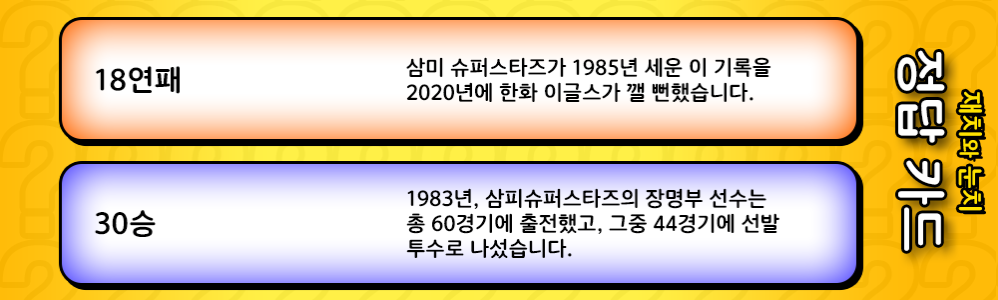 18연패
삼미 슈퍼스타즈가 1985년 세운 이 기록을
2020년에 한화 이글스가 깰 뻔했습니다.
30승
1983년, 삼피슈퍼스타즈의 장명부 선수는
총 60경기에 출전했고, 그중 44경기에 선발
투수로 나섰습니다.
재치와 눈치
정답 카드